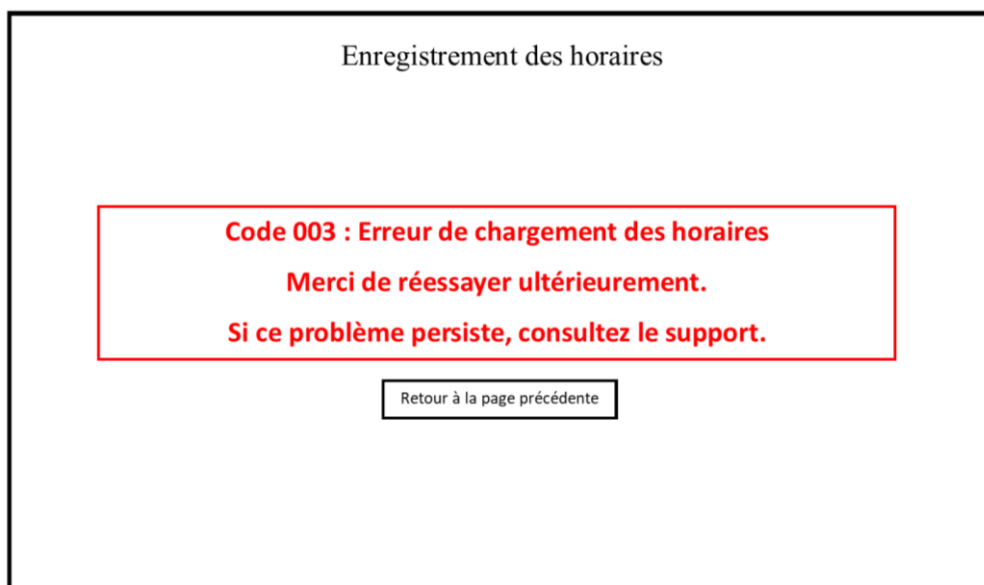 Enregistrement des horaires
Code 003 : Erreur de chargement des horaires
Merci de réessayer ultérieurement.
Si ce problème persiste, consultez le support.
Retour à la page précédente